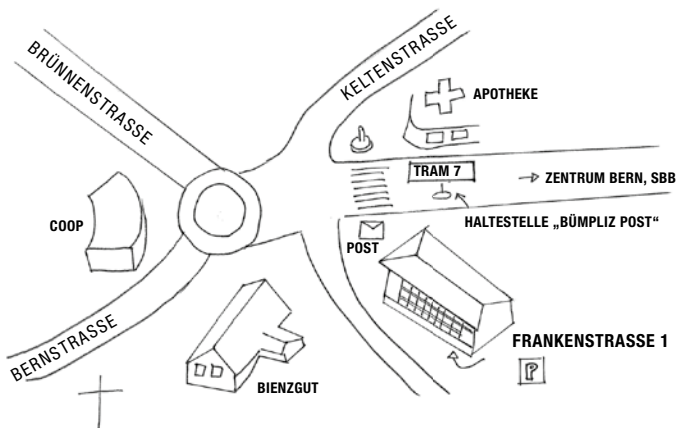 BRÜNNENSTRASSE
KELTENSTRASSE
APOTHEKE
TRAM 7
ZENTRUM BERN, SBB
HALTESTELLE „BÜMPLIZ POST“
COOP
POST
BERNSTRASSE
BIENZGUT
FRANKENSTRASSE 1
P